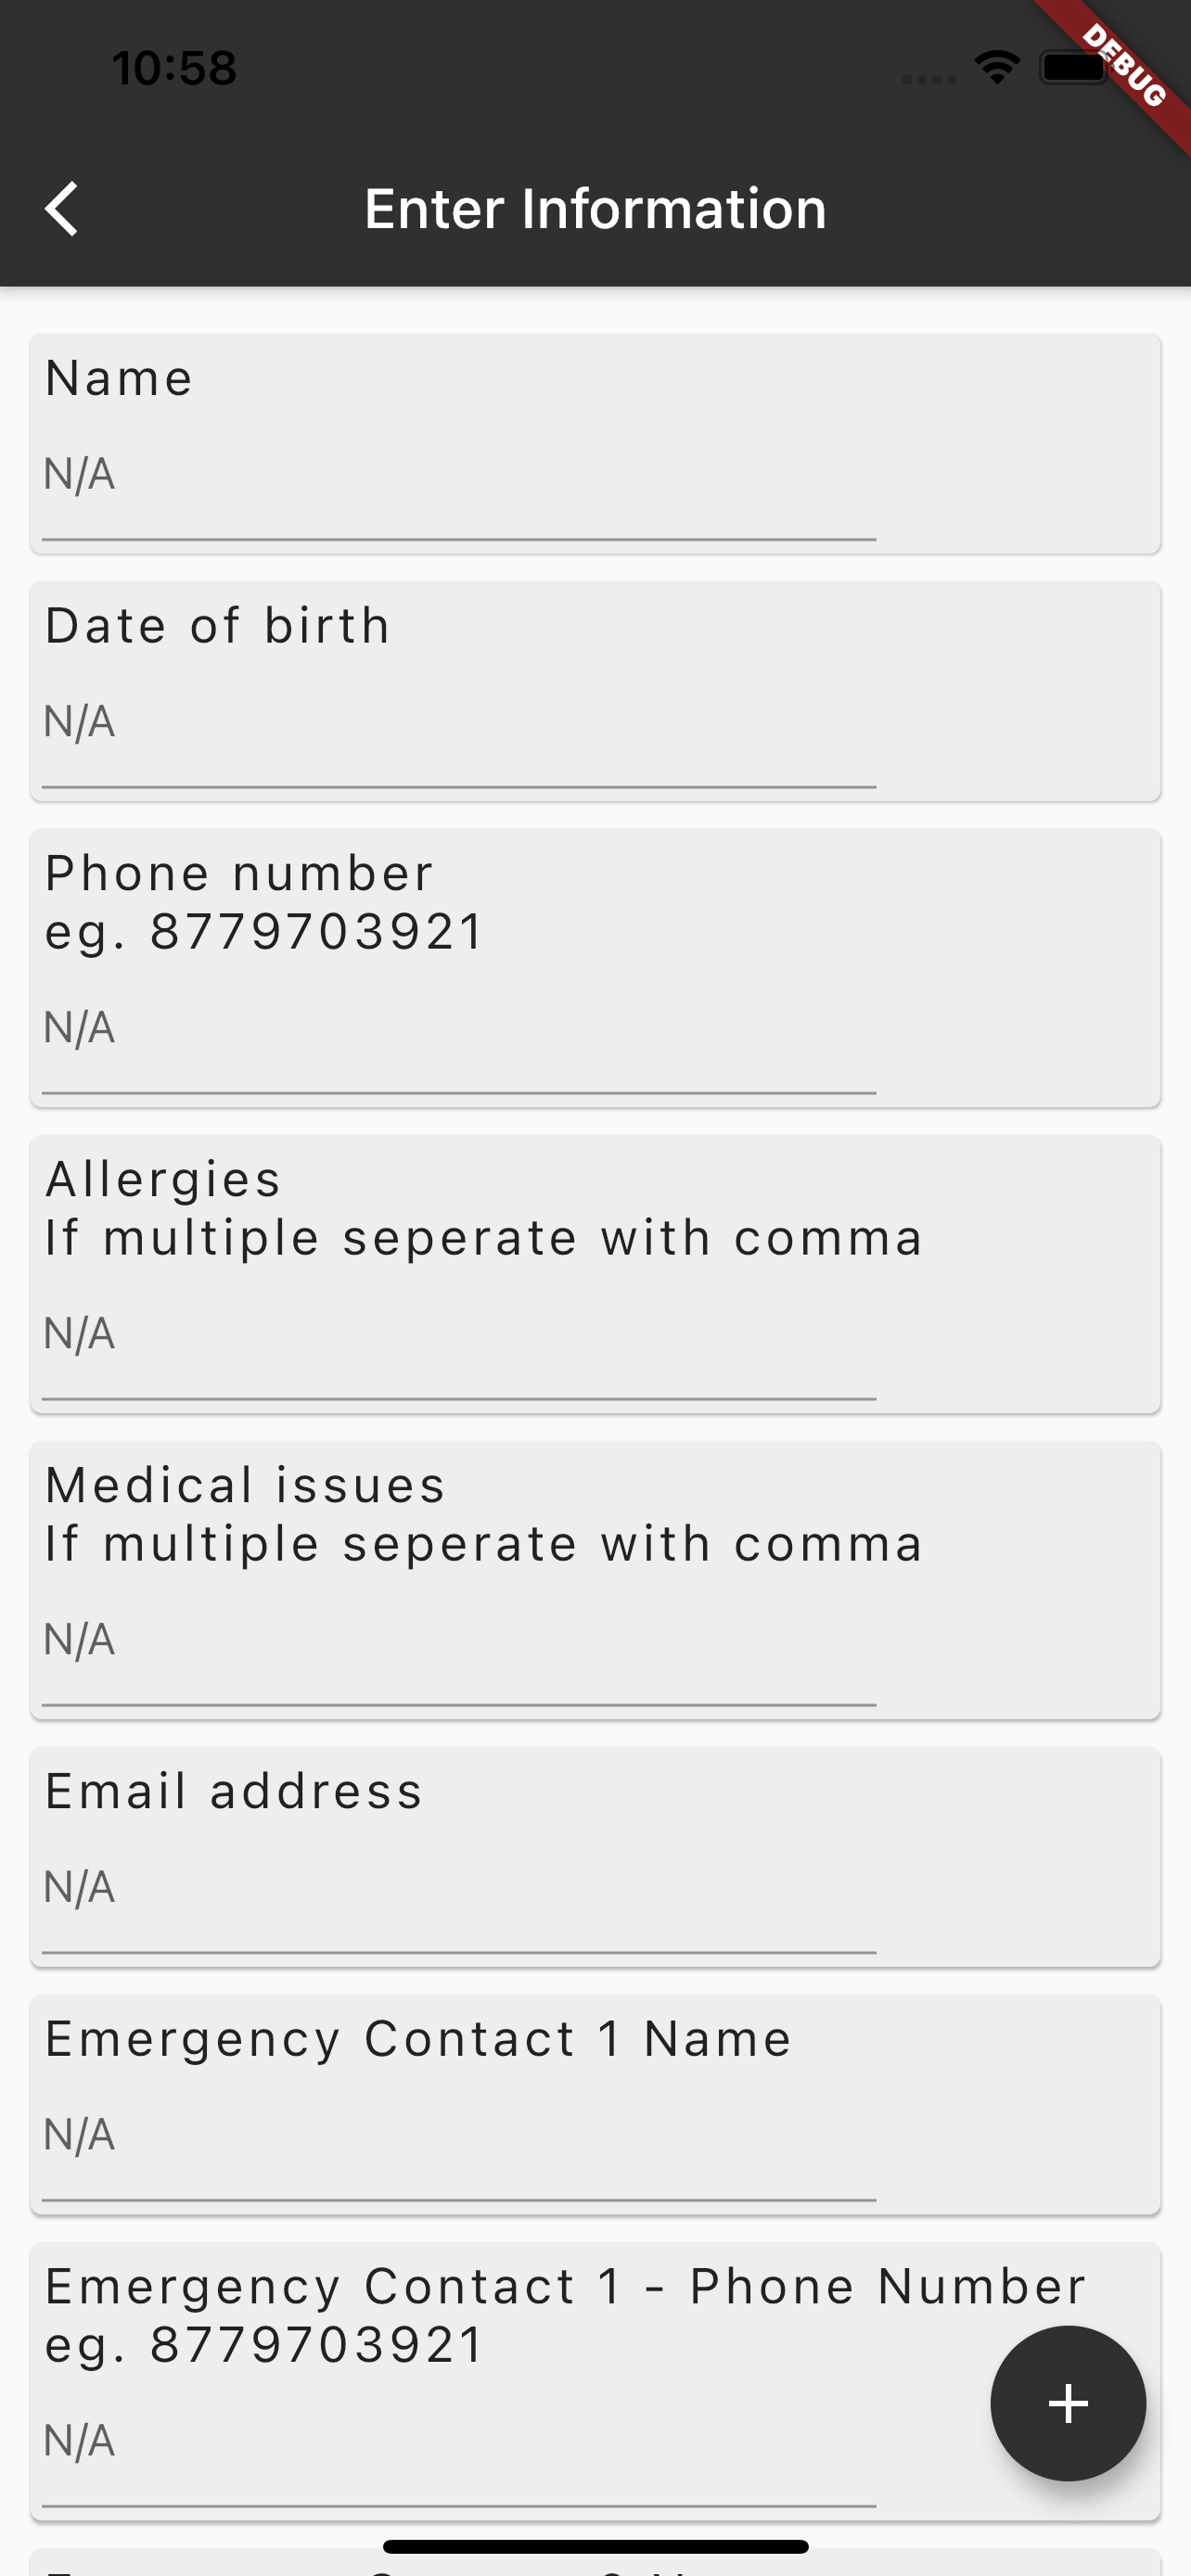 10:58
DEBUG
Enter Information
Name
N/A
Date of birth
N/A
Phone number
eg. 8779703921
N/A
Allergies
If multiple seperate with comma
N/A
Medical issues
If multiple seperate with comma
N/A
Email address
N/A
Emergency Contact 1 Name
N/A
Emergency Contact 1 - Phone Number
eg. 8779703921
N/A